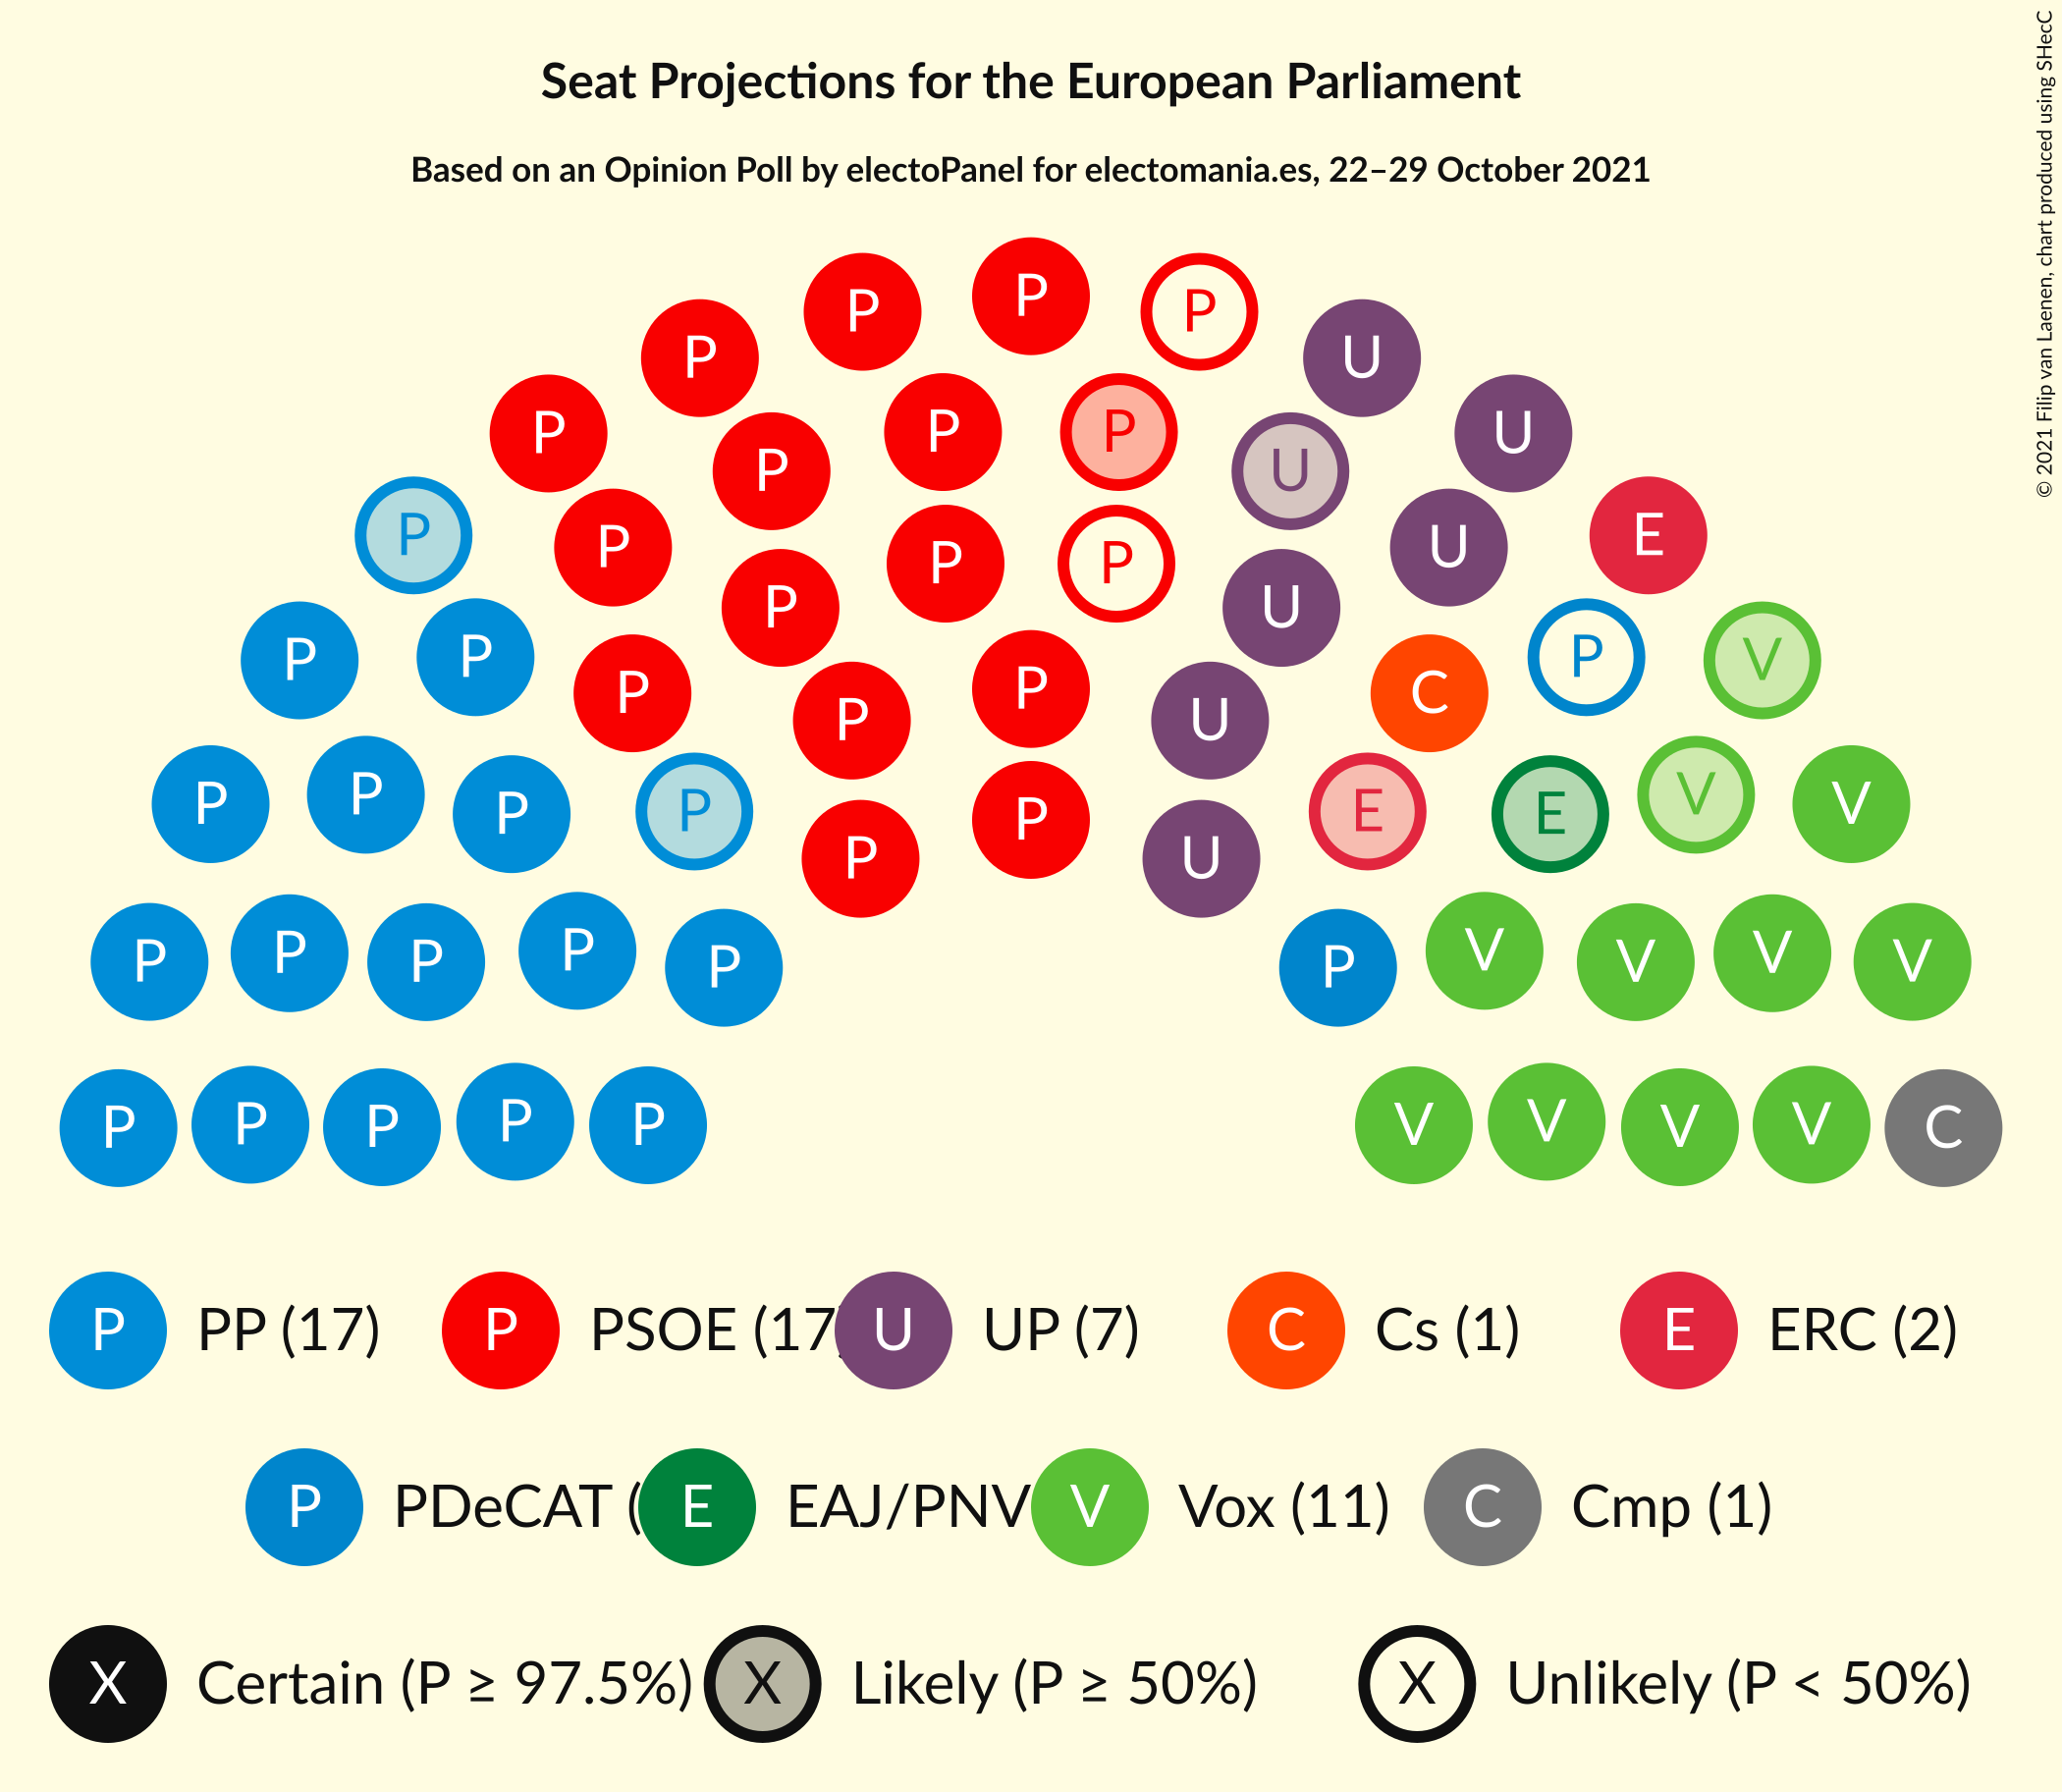 Seat Projections for the European Parliament
Based on an Opinion Poll by electoPanel for electomania.es, 22–29 October 2021
© 2021 Filip van Laenen, chart produced using SHecC
P P P U
P P U
P P P U
P P P E
P P U
P P P U
P P P V
P P U C
P P P E E V V
P P
P U
P P P P P P V V V V
P P P P P V V V V C
P PP (17) P PSOE (17 U UP (7) C Cs (1) E ERC (2)
P PDeCAT ( E EAJ/PNV V Vox (11) C Cmp (1)
X Certain (P ≥ 97.5%) X Likely (P ≥ 50%) X Unlikely (P < 50%)